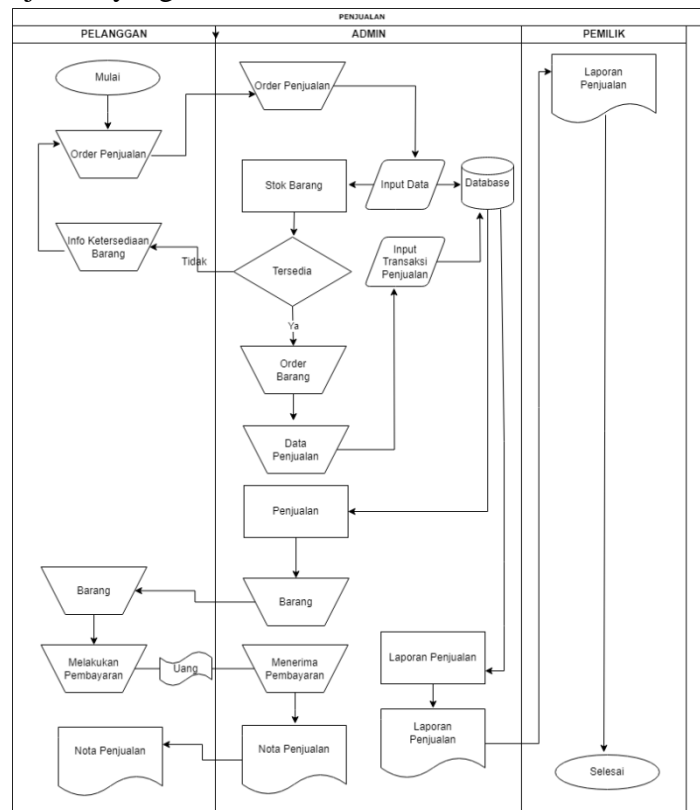 PENJUALAN
PELANGGAN
ADMIN
PEMILIK
Mulai
Order Penjualan
Laporan
Penjualan
Order Penjualan
Stok Barang
Input Data
Database
Info Ketersediaan
Barang
Tidak
Tersedia
Input
Transaksi
Penjualan
Ya
Order
Barang
Data
Penjualan
Penjualan
Barang
Barang
Melakukan
Pembayaran
Uang
Menerima
Pembayaran
Laporan Penjualan
Nota Penjualan
Nota Penjualan
Laporan
Penjualan
Selesai